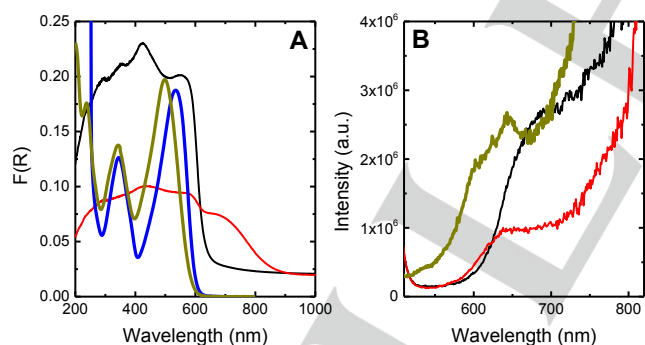 A
B
F(R)
0.25
0.20
0.15
0.10
0.05
0.00
200 400 600 800 1000
Wavelength (nm)
Intensity (a.u.)
4x10⁶
3x10⁶
2x10⁶
1x10⁶
0
600 700 800
Wavelength (nm)